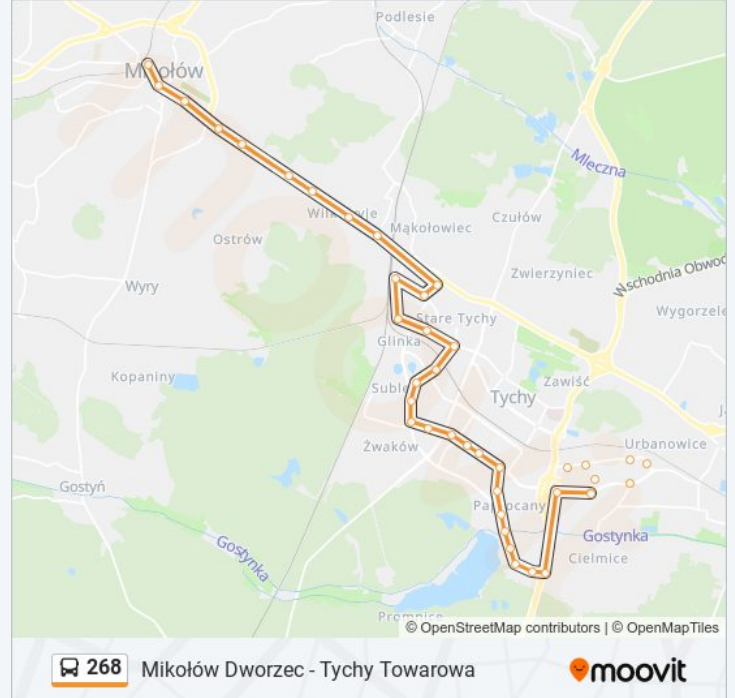 Podlesie
Mikołów
Mleczna
Wilkowyje
Mąkołowiec
Czułów
Ostrów
Zwierzyniec
Wschodnia Obwod
Wyry
Wygorzele
Stare Tychy
Glinka
Kopaniny
Suble
Zawiść
Tychy
Żwaków
Urbanowice
Gostyń
Paprocany
Gostynka
Gostynka
Cielmice
Promnice
© OpenStreetMap contributors | © OpenMapTiles
268 Mikołów Dworzec - Tychy Towarowa
moovit